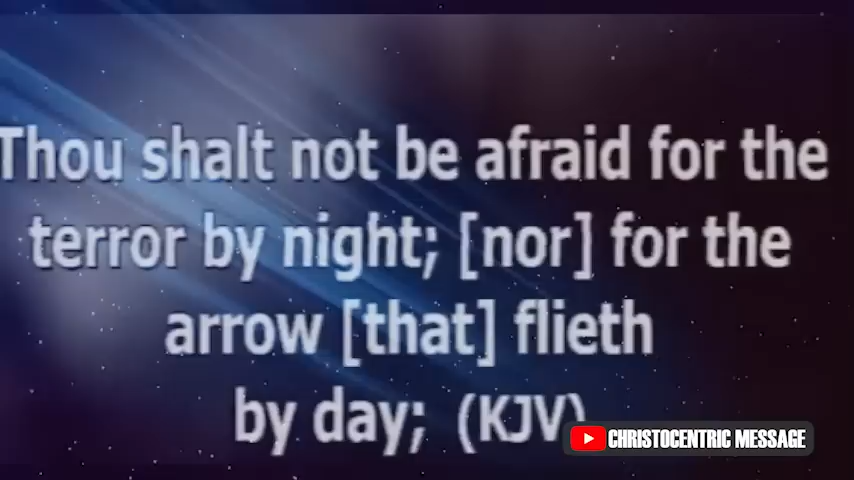 Thou shalt not be afraid for the
terror by night; [nor] for the
arrow [that] flieth
by day; (KJV)
CHRISTOCENTRIC MESSAGE